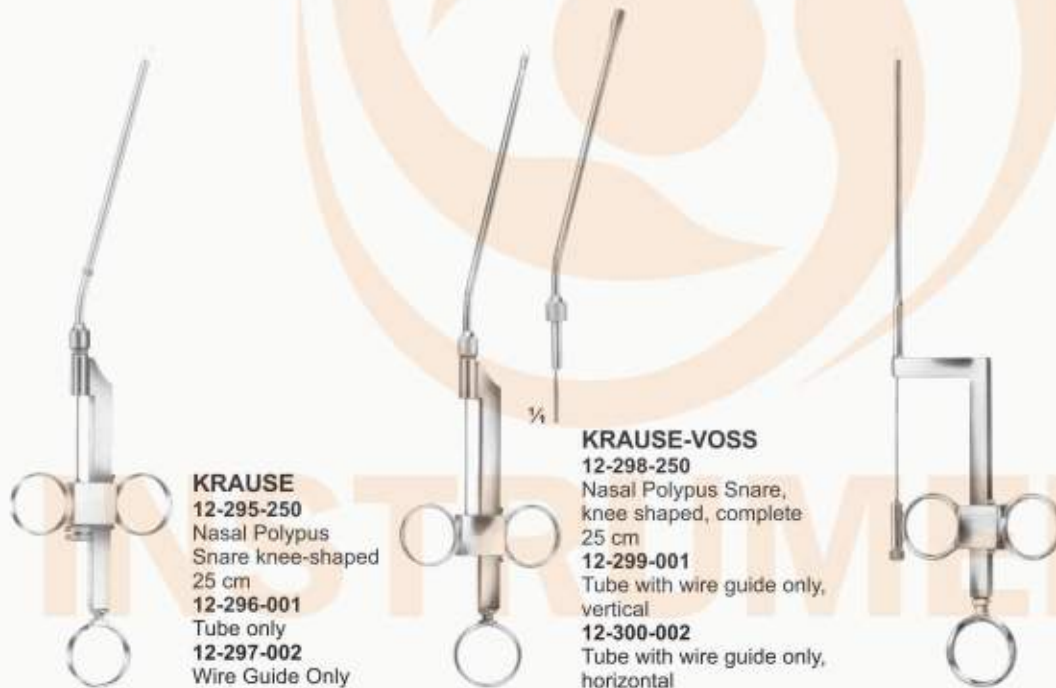 KRAUSE
12-295-250
Nasal Polypus
Snare knee-shaped
25 cm
12-296-001
Tube only
12-297-002
Wire Guide Only
¹⁄₁
KRAUSE-VOSS
12-298-250
Nasal Polypus Snare,
knee shaped, complete
25 cm
12-299-001
Tube with wire guide only,
vertical
12-300-002
Tube with wire guide only,
horizontal
INSTRUME